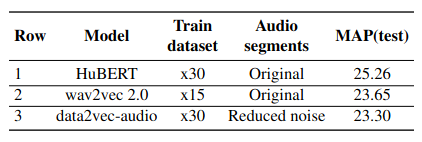 Row Model Train dataset Audio segments MAP(test)
1 HuBERT x30 Original 25.26
2 wav2vec 2.0 x15 Original 23.65
3 data2vec-audio x30 Reduced noise 23.30